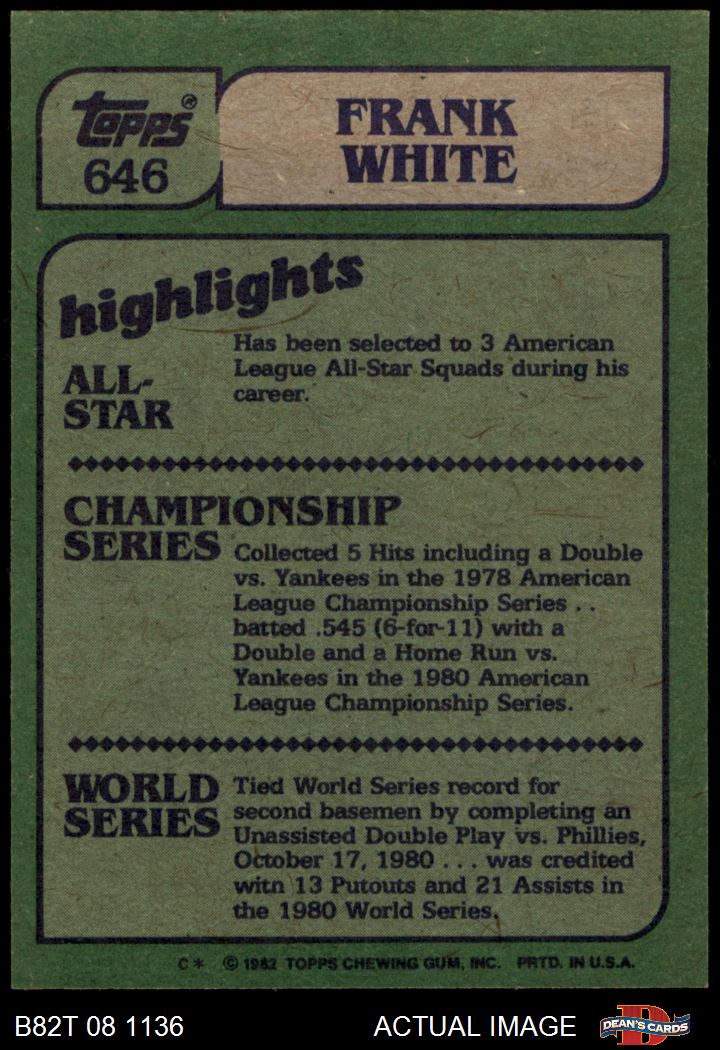 Topps®
646
FRANK
WHITE
highlights
ALL-
STAR
Has been selected to 3 American
League All-Star Squads during his
career.
CHAMPIONSHIP
SERIES
Collected 5 Hits including a Double
vs. Yankees in the 1978 American
League Championship Series . .
batted .545 (6-for-11) with a
Double and a Home Run vs.
Yankees in the 1980 American
League Championship Series.
WORLD
SERIES
Tied World Series record for
second basemen by completing an
Unassisted Double Play vs. Phillies,
October 17, 1980 . . . was credited
witn 13 Putouts and 21 Assists in
the 1980 World Series.
C* © 1982 TOPPS CHEWING GUM, INC. PRTD. IN U.S.A.
B82T 08 1136
ACTUAL IMAGE
D
DEAN'S CARDS